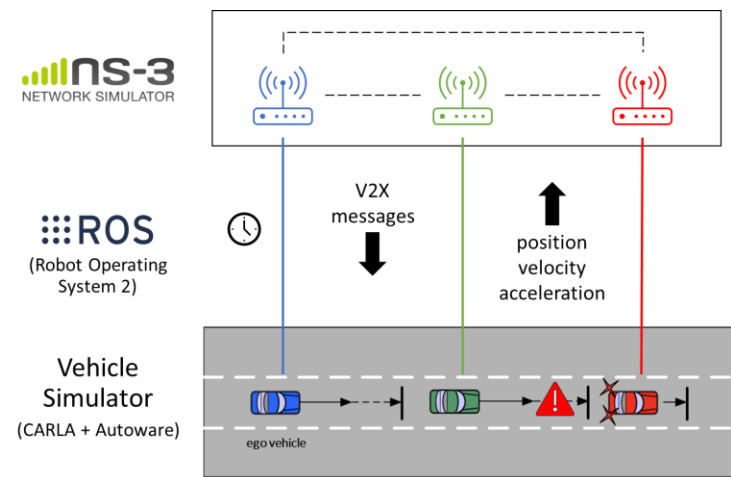 ns-3
NETWORK SIMULATOR
ROS
(Robot Operating
System 2)
V2X
messages
position
velocity
acceleration
Vehicle
Simulator
(CARLA + Autoware)
ego vehicle
!